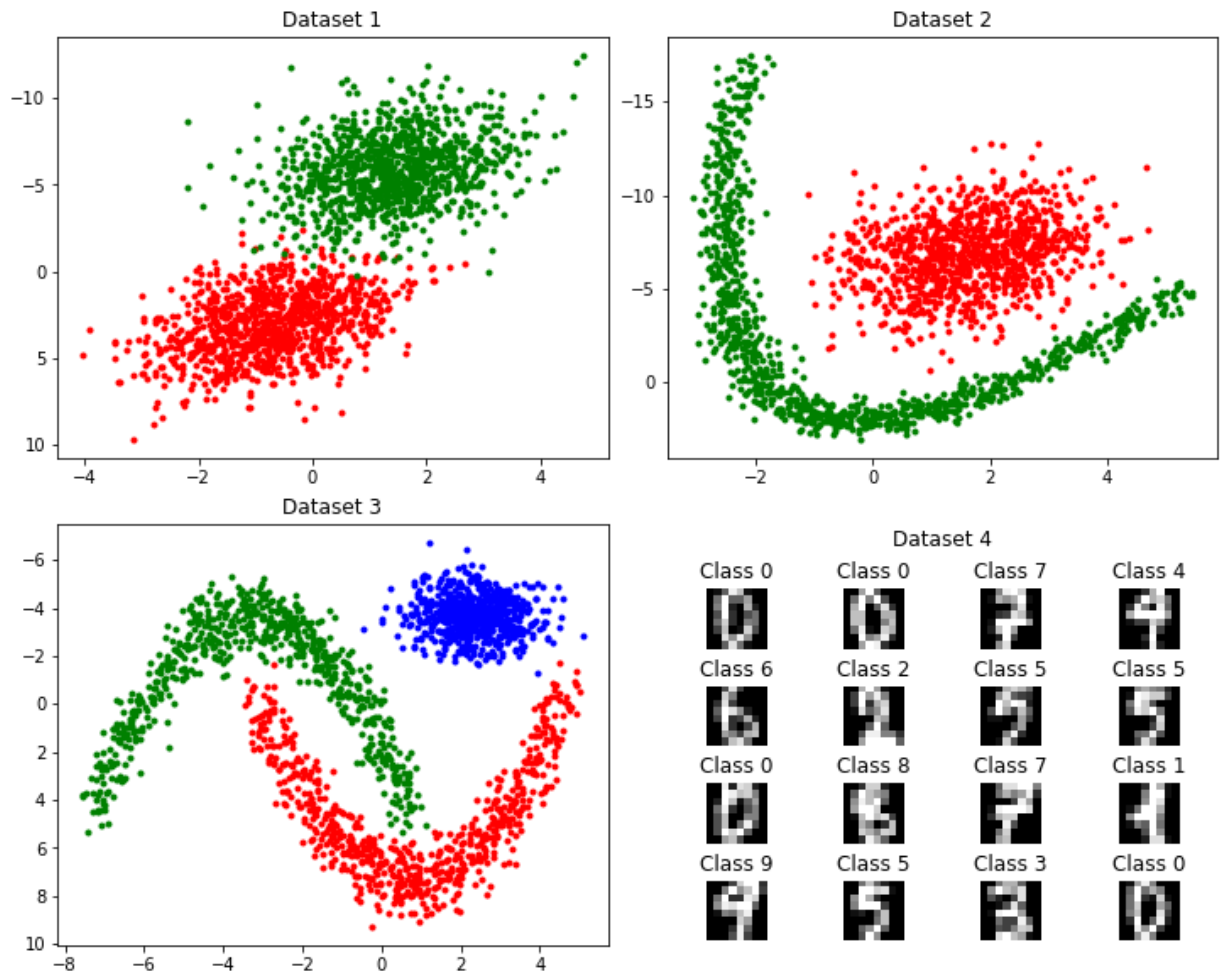 Dataset 1
−10
−5
0
5
10
−4 −2 0 2 4
Dataset 2
−15
−10
−5
0
−2 0 2 4
Dataset 3
−6
−4
−2
0
2
4
6
8
10
−8 −6 −4 −2 0 2 4
Dataset 4
Class 0 Class 0 Class 7 Class 4
Class 6 Class 2 Class 5 Class 5
Class 0 Class 8 Class 7 Class 1
Class 9 Class 5 Class 3 Class 0